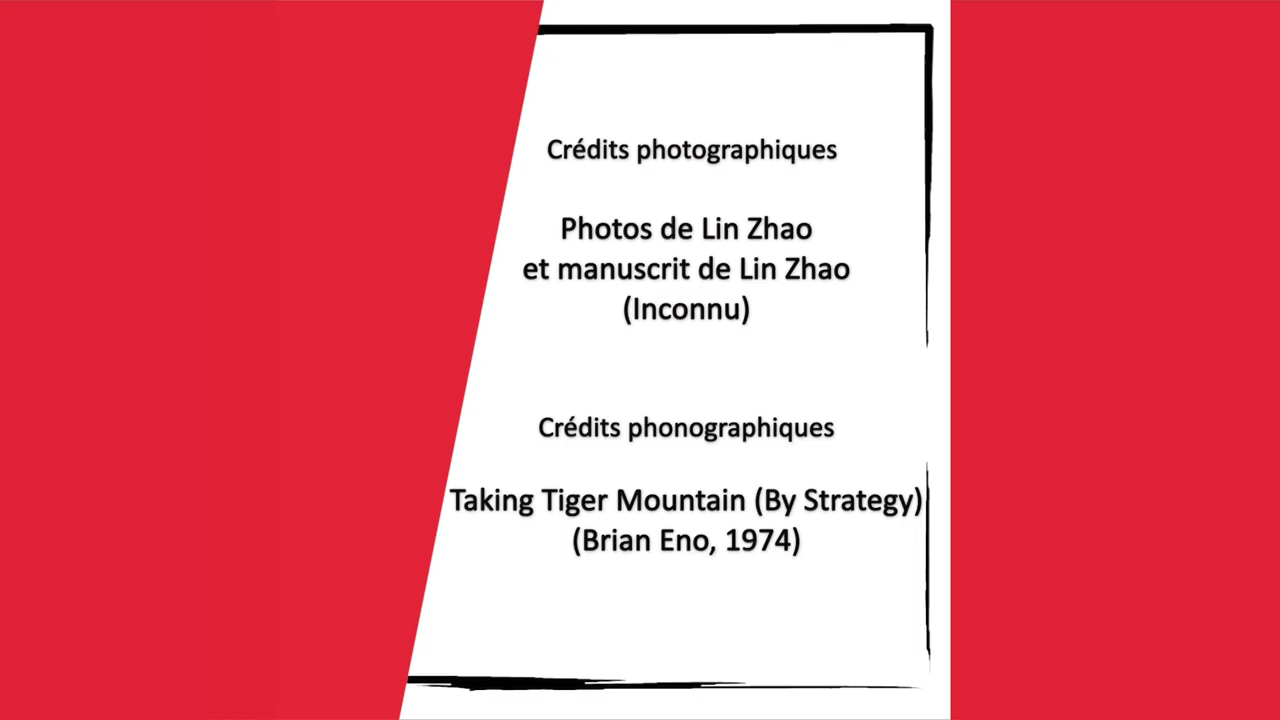 Crédits photographiques
Photos de Lin Zhao
et manuscrit de Lin Zhao
(Inconnu)
Crédits phonographiques
Taking Tiger Mountain (By Strategy)
(Brian Eno, 1974)